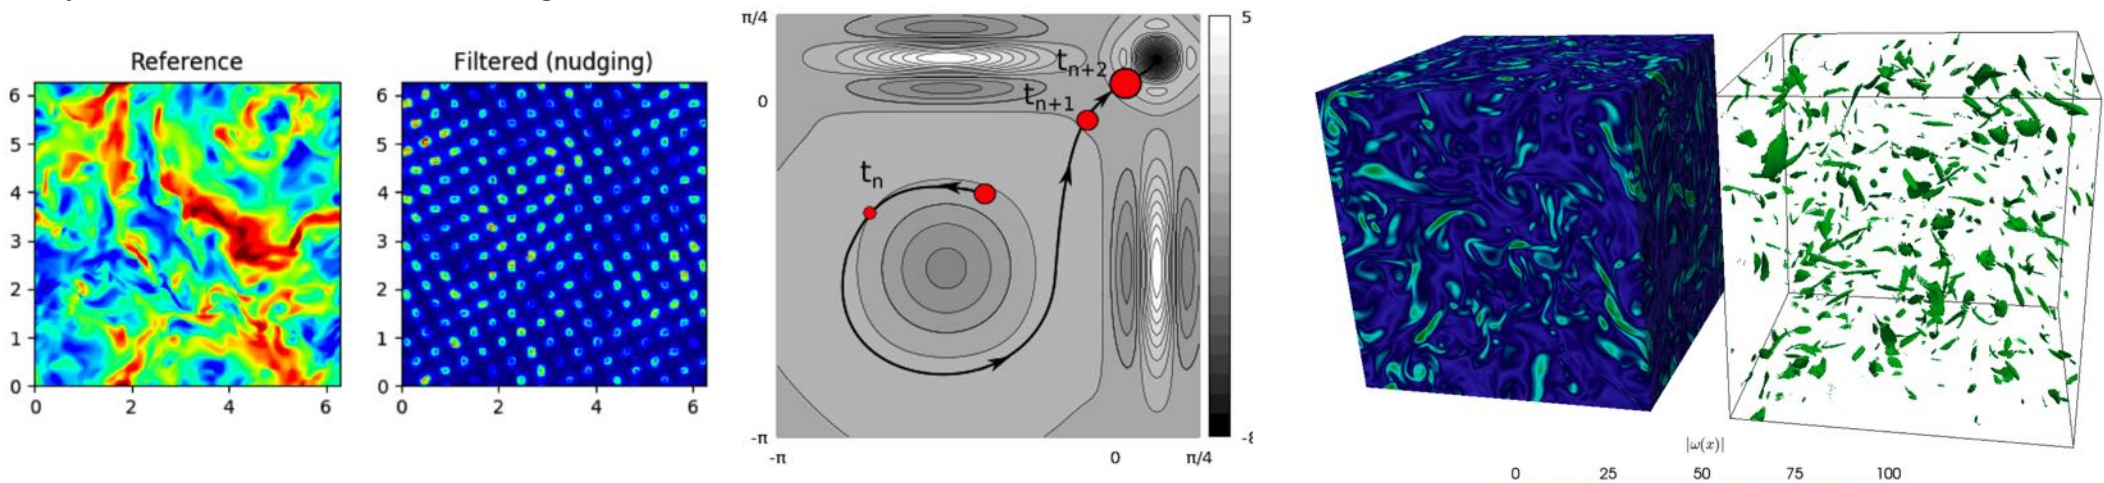 Reference
Filtered (nudging)
6
5
4
3
2
1
0
0 2 4 6
6
5
4
3
2
1
0
0 2 4 6
π/4
0
-π
-π 0 π/4
t_n
t_{n+1}
t_{n+2}
5
-8
|ω(x)|
0 25 50 75 100